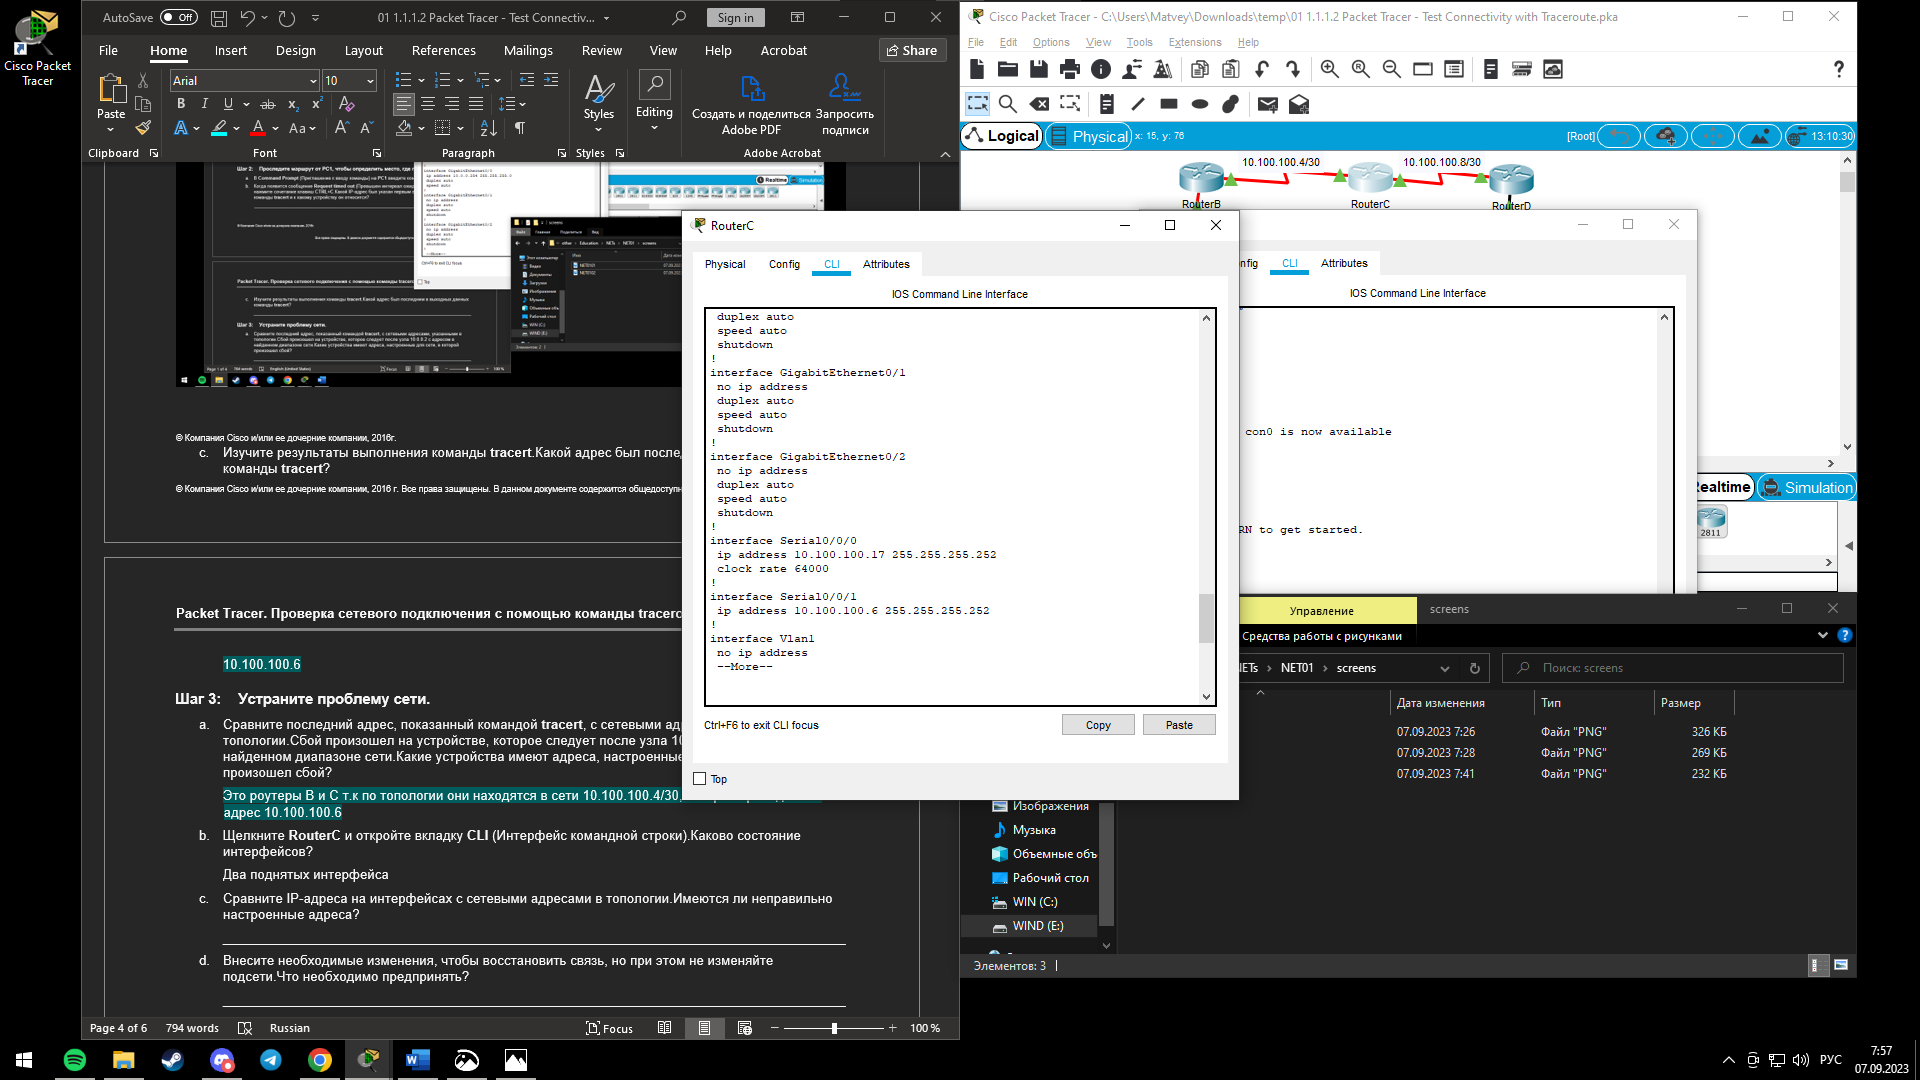 Cisco Packet
Tracer
AutoSave Off
01 1.1.1.2 Packet Tracer - Test Connectiv...
Sign in
File Home Insert Design Layout References Mailings Review View Help Acrobat
Share
Paste
Arial 10
Styles
Editing
Создать и поделиться
Adobe PDF
Запросить
подписи
Clipboard Font Paragraph Styles Adobe Acrobat
© Компания Cisco и/или ее дочерние компании, 2016г.
c. Изучите результаты выполнения команды tracert.Какой адрес был
команды tracert?
© Компания Cisco и/или ее дочерние компании, 2016 г. Все права защищены. В данном документе содержится
Packet Tracer. Проверка сетевого подключения с помощью команды
10.100.100.6
Шаг 3: Устраните проблему сети.
a. Сравните последний адрес, показанный командой tracert, с сетевыми
топологии.Сбой произошел на устройстве, которое следует после узла
найденном диапазоне сети.Какие устройства имеют адреса,
произошел сбой?
Это роутеры B и C т.к по топологии они находятся в сети 10.100.100.4/30
адрес 10.100.100.6
b. Щелкните RouterC и откройте вкладку CLI (Интерфейс командной строки).Каково состояние
интерфейсов?
Два поднятых интерфейса
c. Сравните IP-адреса на интерфейсах с сетевыми адресами в топологии.Имеются ли неправильно
настроенные адреса?
d. Внесите необходимые изменения, чтобы восстановить связь, но при этом не изменяйте
подсети.Что необходимо предпринять?
Page 4 of 6 794 words Russian Focus 100 %
Cisco Packet Tracer - C:\Users\Matvey\Downloads\temp\01 1.1.1.2 Packet Tracer - Test Connectivity with Traceroute.pka
File Edit Options View Tools Extensions Help
Logical Physical x: 15, y: 76
[Root] 13:10:30
10.100.100.4/30 10.100.100.8/30
RouterB RouterC RouterD
RouterC
Physical Config CLI Attributes
IOS Command Line Interface
duplex auto
speed auto
shutdown
!
interface GigabitEthernet0/1
no ip address
duplex auto
speed auto
shutdown
!
interface GigabitEthernet0/2
no ip address
duplex auto
speed auto
shutdown
!
interface Serial0/0/0
ip address 10.100.100.17 255.255.255.252
clock rate 64000
!
interface Serial0/0/1
ip address 10.100.100.6 255.255.255.252
!
interface Vlan1
no ip address
--More--
Ctrl+F6 to exit CLI focus
Copy Paste
Top
nfig CLI Attributes
IOS Command Line Interface
con0 is now available
RN to get started.
ealtime Simulation
2811
Управление screens
Средства работы с рисунками
ETs > NET01 > screens
Поиск: screens
Дата изменения Тип Размер
07.09.2023 7:26 Файл "PNG" 326 КБ
07.09.2023 7:28 Файл "PNG" 269 КБ
07.09.2023 7:41 Файл "PNG" 232 КБ
Изображения
Музыка
Объемные объ
Рабочий стол
WIN (C:)
WIND (E:)
Элементов: 3
РУС
7:57
07.09.2023